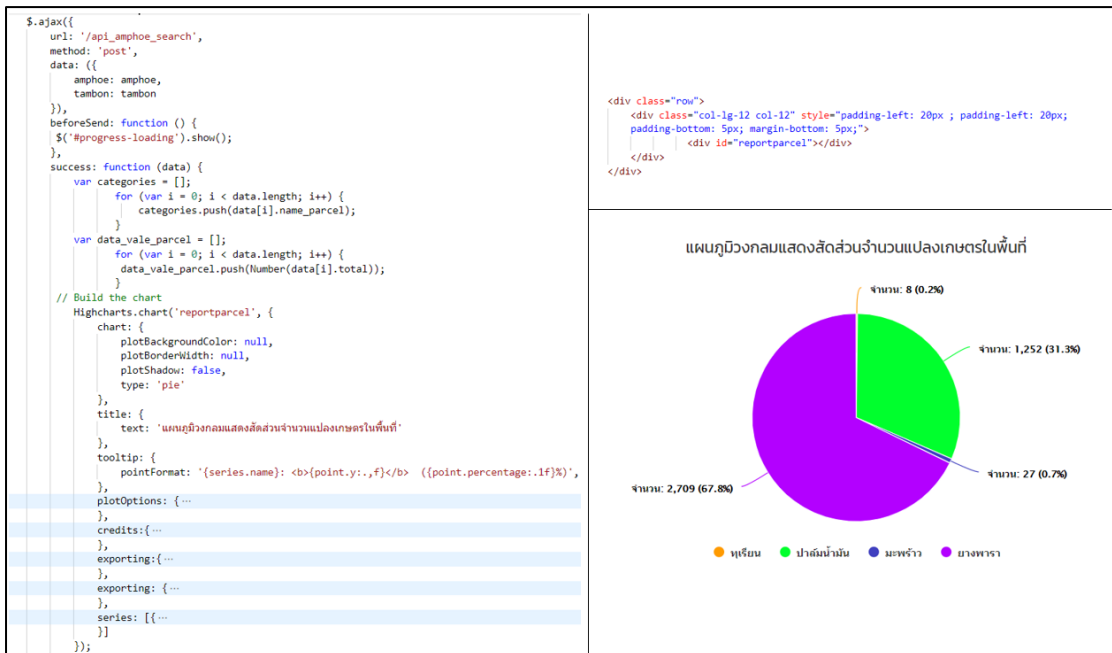 $.ajax({
url: '/api_amphoe_search',
method: 'post',
data: ({
amphoe: amphoe,
tambon: tambon
}),
beforeSend: function () {
$('#progress-loading').show();
},
success: function (data) {
var categories = [];
for (var i = 0; i < data.length; i++) {
categories.push(data[i].name_parcel);
}
var data_vale_parcel = [];
for (var i = 0; i < data.length; i++) {
data_vale_parcel.push(Number(data[i].total));
}
// Build the chart
Highcharts.chart('reportparcel', {
chart: {
plotBackgroundColor: null,
plotBorderWidth: null,
plotShadow: false,
type: 'pie'
},
title: {
text: 'แผนภูมิวงกลมแสดงสัดส่วนจำนวนแปลงเกษตรในพื้นที่'
},
tooltip: {
pointFormat: '{series.name}: <b>{point.y:.,f}</b>  ({point.percentage:.1f}%)',
},
plotOptions: {…
},
credits:{…
},
exporting:{…
},
exporting: {…
},
series: [{…
}]
});
<div class="row">
<div class="col-lg-12 col-12" style="padding-left: 20px ; padding-left: 20px;
padding-bottom: 5px; margin-bottom: 5px;">
<div id="reportparcel"></div>
</div>
</div>
แผนภูมิวงกลมแสดงสัดส่วนจำนวนแปลงเกษตรในพื้นที่
จำนวน: 8 (0.2%)
จำนวน: 1,252 (31.3%)
จำนวน: 27 (0.7%)
จำนวน: 2,709 (67.8%)
ทุเรียน ปาล์มน้ำมัน มะพร้าว ยางพารา